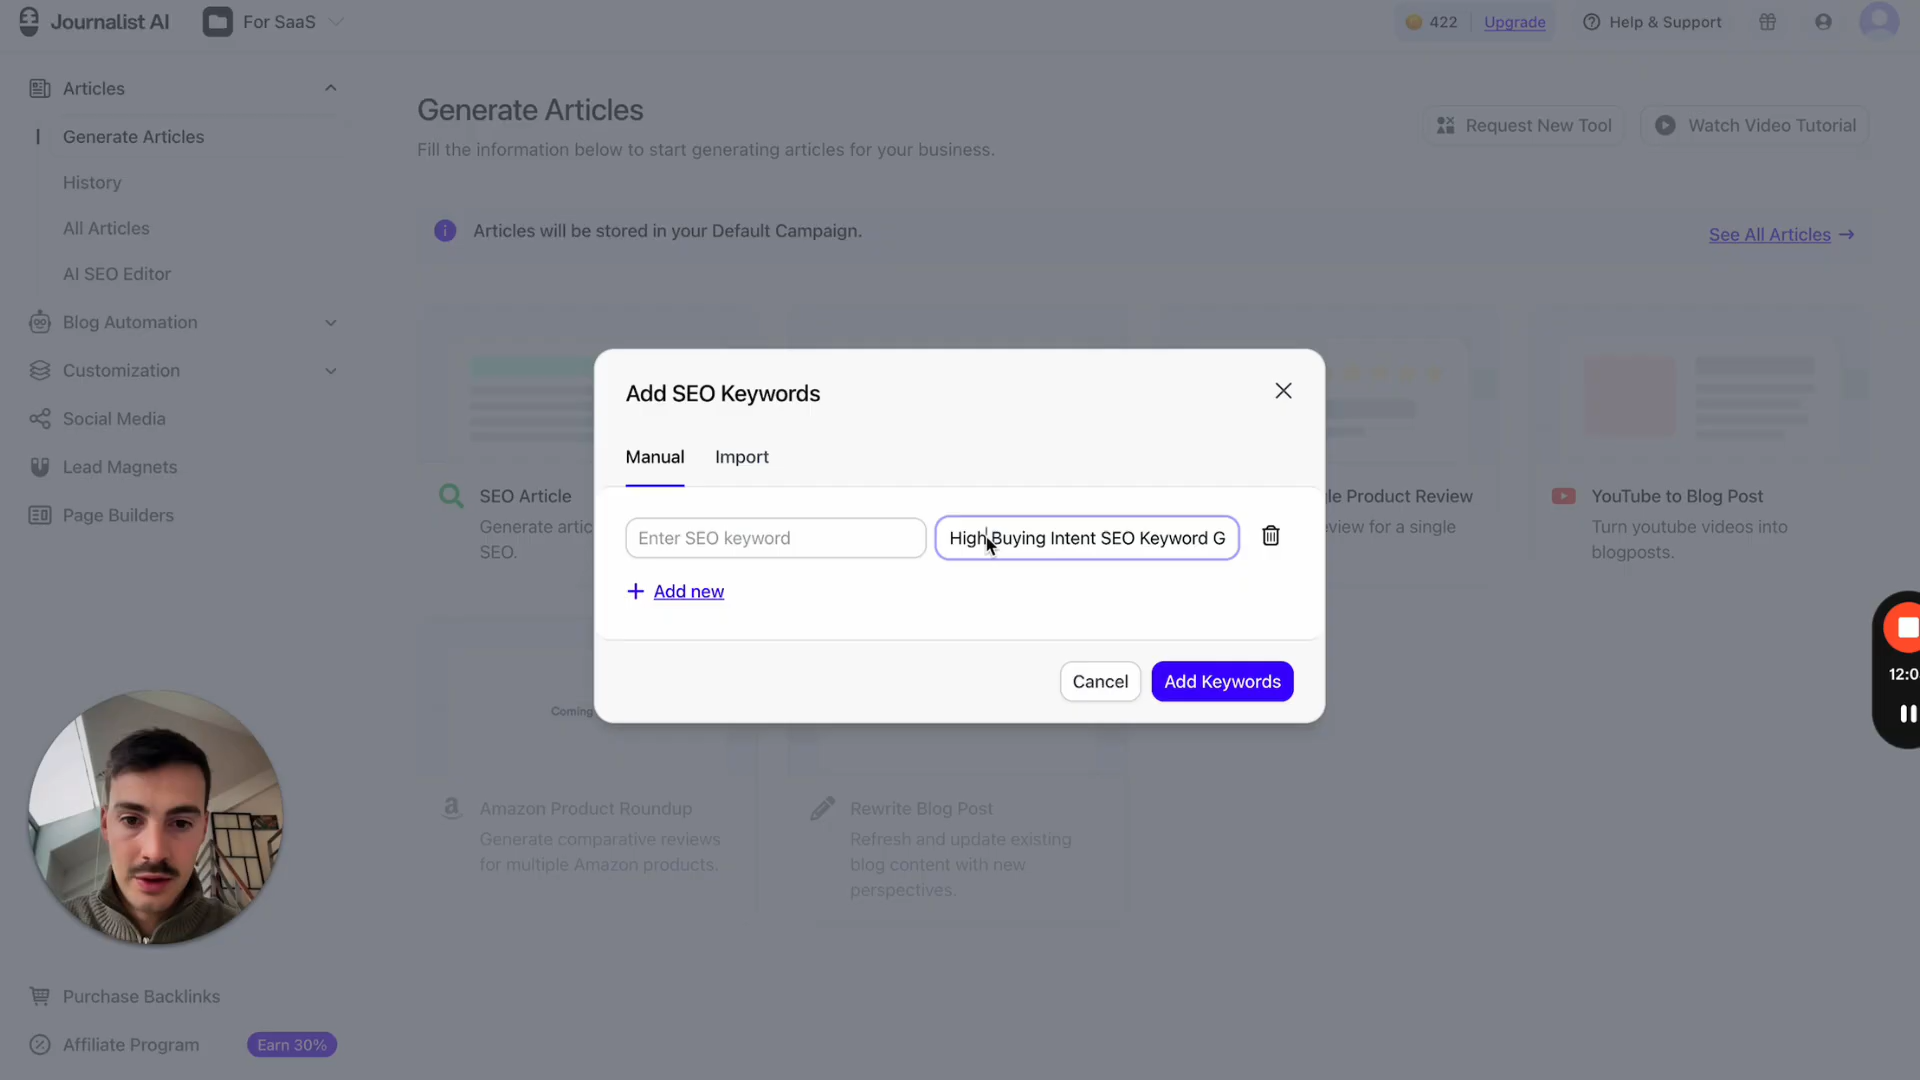 Journalist AI
For SaaS
422
Upgrade
Help & Support
Articles
Generate Articles
History
All Articles
AI SEO Editor
Blog Automation
Customization
Social Media
Lead Magnets
Page Builders
Purchase Backlinks
Affiliate Program
Earn 30%
Generate Articles
Fill the information below to start generating articles for your business.
Request New Tool
Watch Video Tutorial
Articles will be stored in your Default Campaign.
See All Articles
Add SEO Keywords
Manual
Import
Enter SEO keyword
High Buying Intent SEO Keyword G
Add new
Cancel
Add Keywords
SEO Article
Generate
SEO.
Product Review
for a single
YouTube to Blog Post
Turn youtube videos into
blogposts.
Coming
Amazon Product Roundup
Generate comparative reviews
for multiple Amazon products.
Rewrite Blog Post
Refresh and update existing
blog content with new
perspectives.